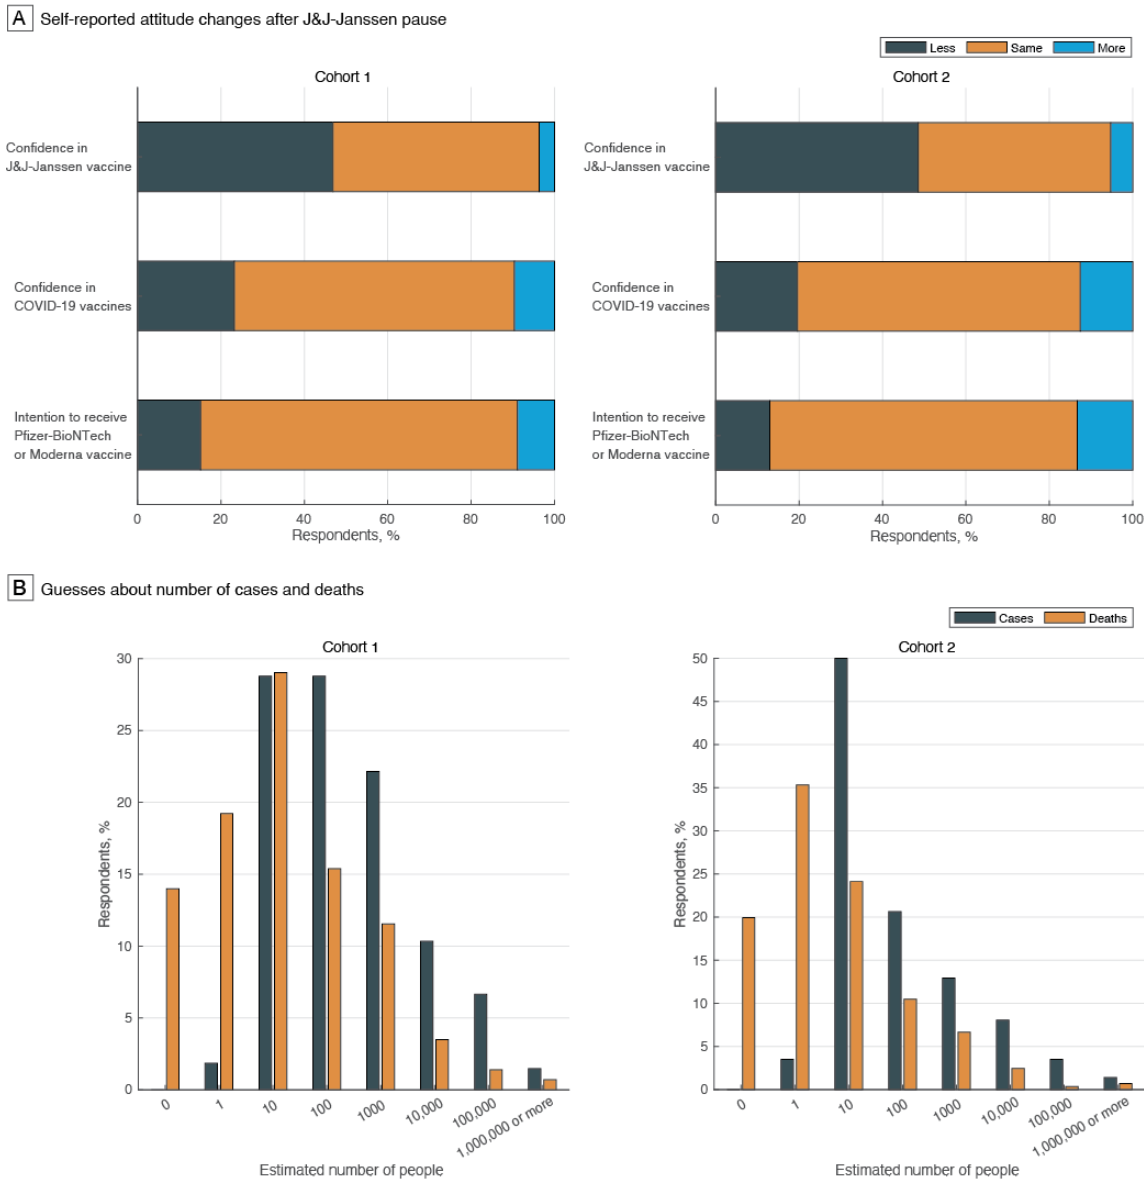 A Self-reported attitude changes after J&J-Janssen pause
Less Same More
Cohort 1
Confidence in
J&J-Janssen vaccine
Confidence in
COVID-19 vaccines
Intention to receive
Pfizer-BioNTech
or Moderna vaccine
0 20 40 60 80 100
Respondents, %
Cohort 2
Confidence in
J&J-Janssen vaccine
Confidence in
COVID-19 vaccines
Intention to receive
Pfizer-BioNTech
or Moderna vaccine
0 20 40 60 80 100
Respondents, %
B Guesses about number of cases and deaths
Cases Deaths
Cohort 1
30
25
20
15
10
5
0
Respondents, %
0 1 10 100 1000 10,000 100,000 1,000,000 or more
Estimated number of people
Cohort 2
50
45
40
35
30
25
20
15
10
5
0
Respondents, %
0 1 10 100 1000 10,000 100,000 1,000,000 or more
Estimated number of people